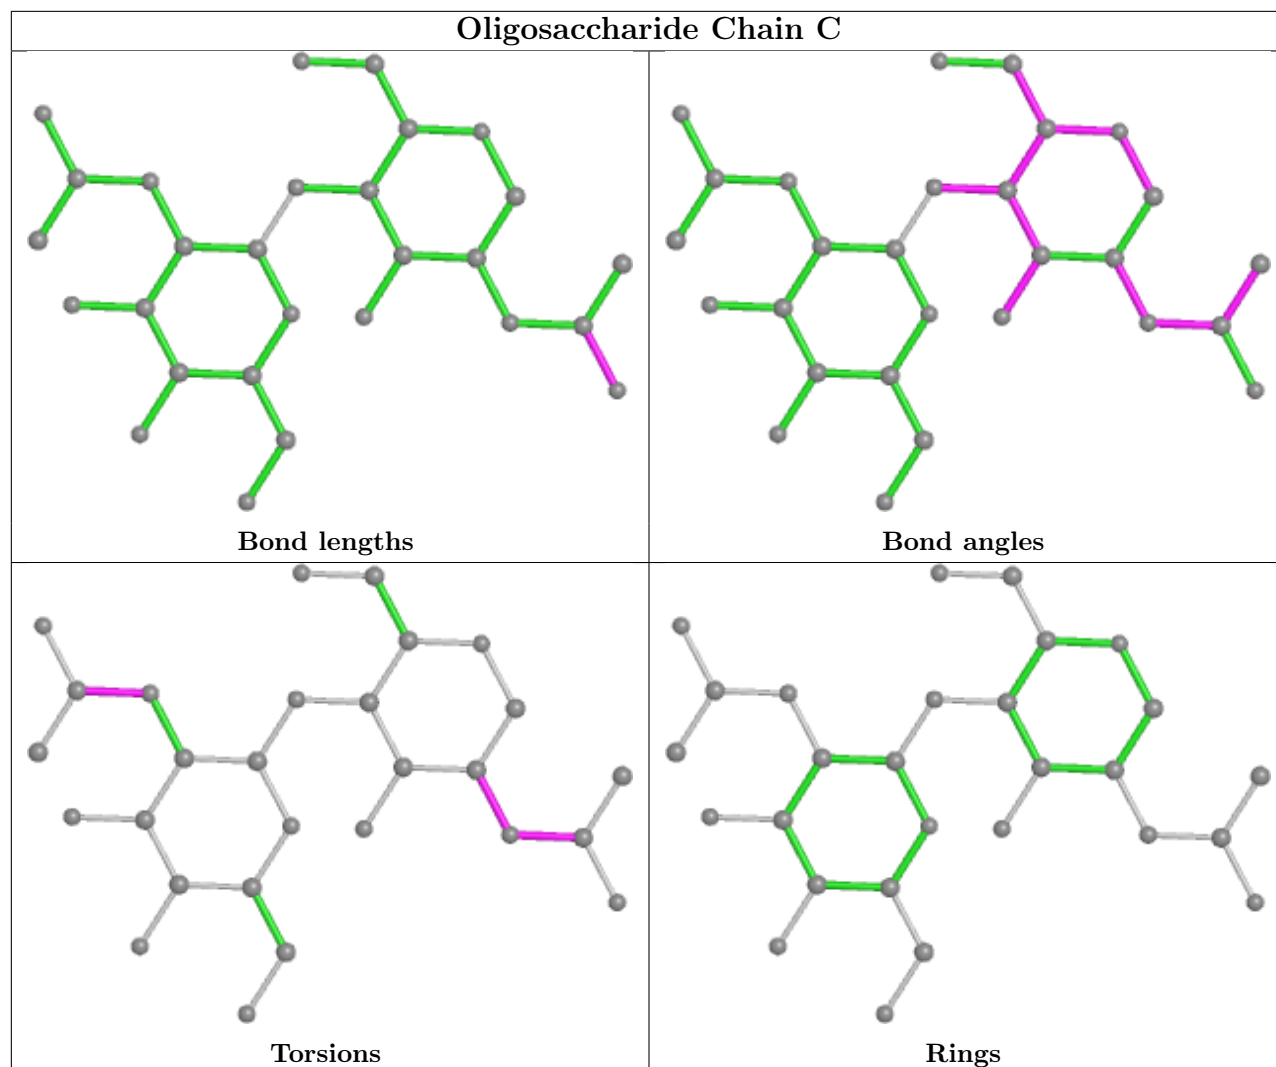 Oligosaccharide Chain C
Bond lengths
Bond angles
Torsions
Rings